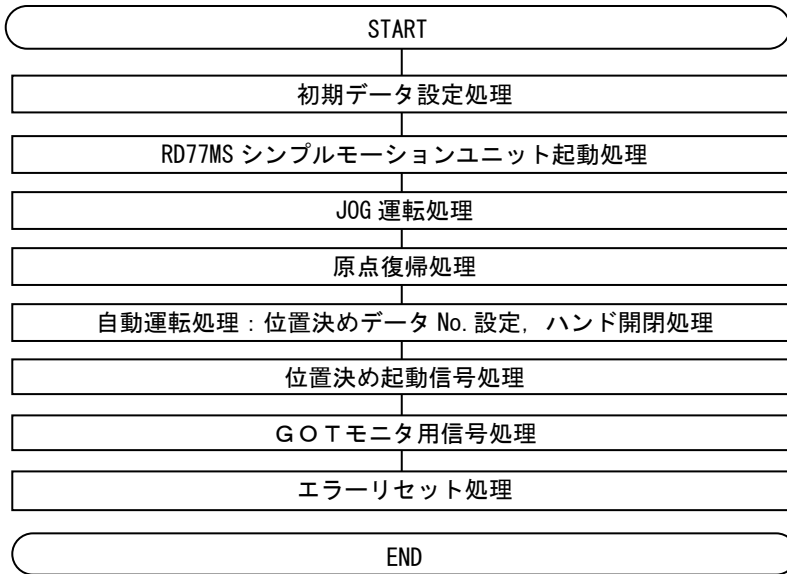 START
初期データ設定処理
RD77MS シンプルモーションユニット起動処理
JOG 運転処理
原点復帰処理
自動運転処理：位置決めデータ No. 設定, ハンド開閉処理
位置決め起動信号処理
ＧＯＴモニタ用信号処理
エラーリセット処理
END